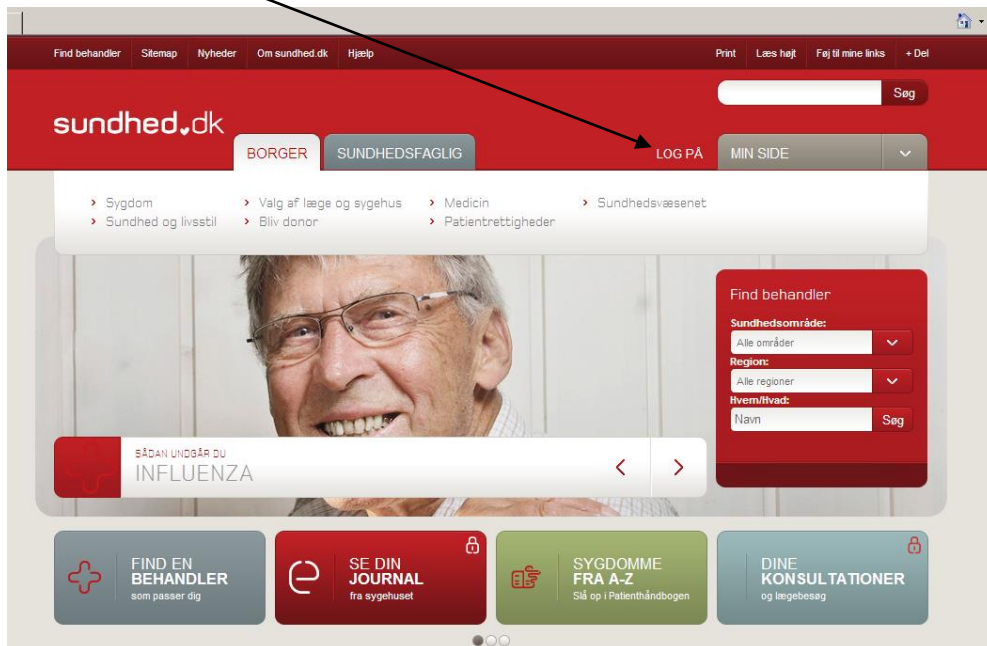 Find behandler Sitemap Nyheder Om sundhed.dk Hjælp Print Læs højt Føj til mine links + Del
Søg
sundhed.dk
BORGER SUNDHEDSFAGLIG LOG PÅ MIN SIDE
Sygdom Valg af læge og sygehus Medicin Sundhedsvæsenet
Sundhed og livsstil Bliv donor Patientrettigheder
Find behandler
Sundhedsområde:
Alle områder
Region:
Alle regioner
Hvem/Hvad:
Navn Søg
SÅDAN UNDGÅR DU
INFLUENZA
FIND EN
BEHANDLER
som passer dig
SE DIN
JOURNAL
fra sygehuset
SYGDOMME
FRA A-Z
Slå op i Patienthåndbogen
DINE
KONSULTATIONER
og lægebesøg